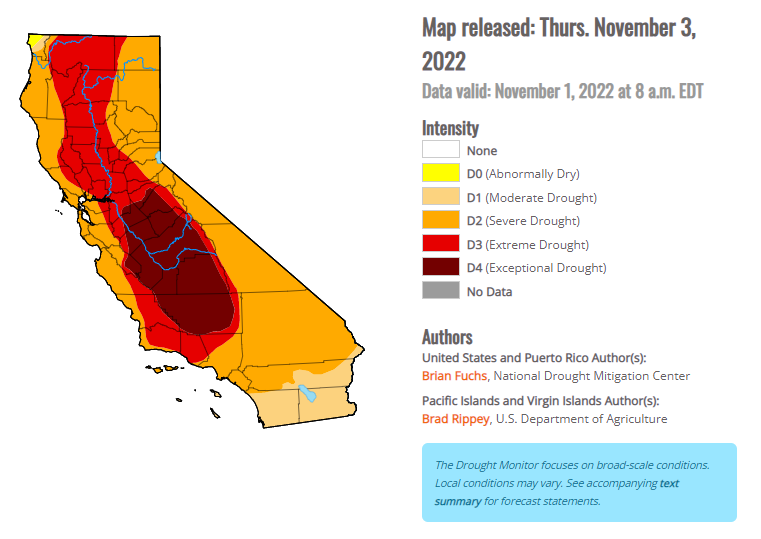 Map released: Thurs. November 3,
2022
Data valid: November 1, 2022 at 8 a.m. EDT
Intensity
None
D0 (Abnormally Dry)
D1 (Moderate Drought)
D2 (Severe Drought)
D3 (Extreme Drought)
D4 (Exceptional Drought)
No Data
Authors
United States and Puerto Rico Author(s):
Brian Fuchs, National Drought Mitigation Center
Pacific Islands and Virgin Islands Author(s):
Brad Rippey, U.S. Department of Agriculture
The Drought Monitor focuses on broad-scale conditions.
Local conditions may vary. See accompanying text
summary for forecast statements.